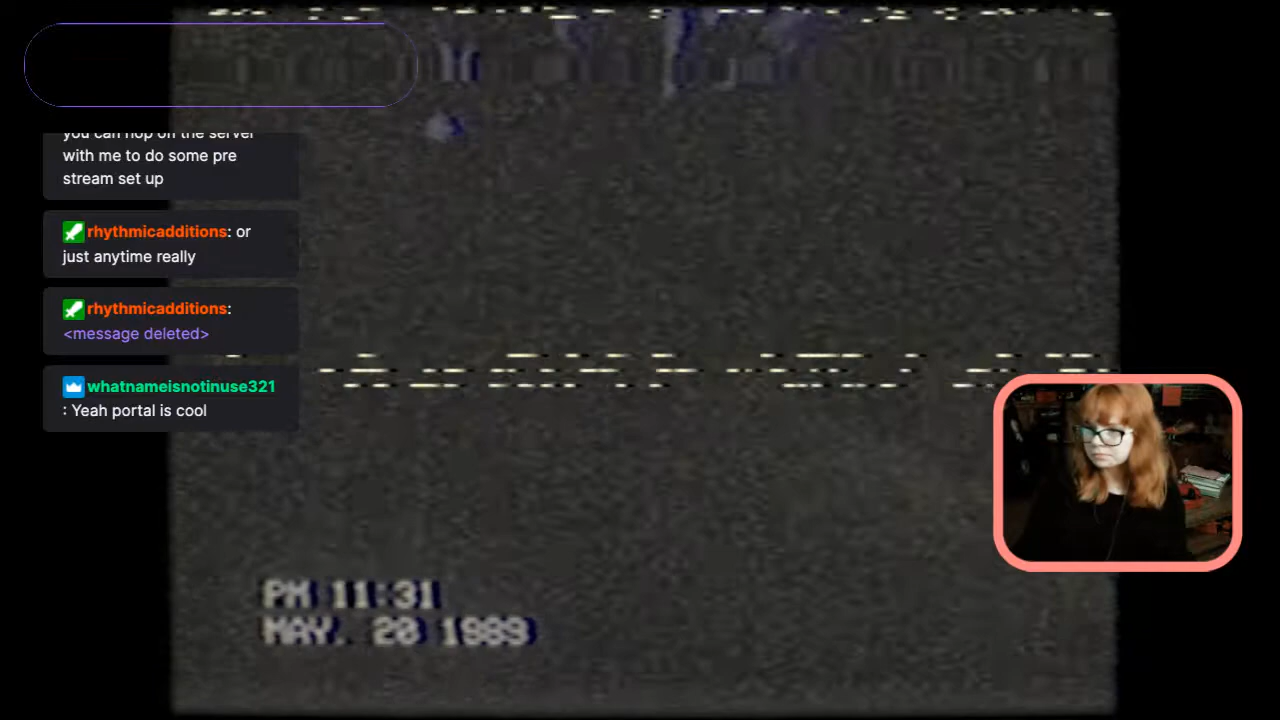 you can hop on the server
with me to do some pre
stream set up
rhythmicadditions: or
just anytime really
rhythmicadditions:
<message deleted>
whatnameisnotinuse321
: Yeah portal is cool
PM 11:31
MAY. 20 1989